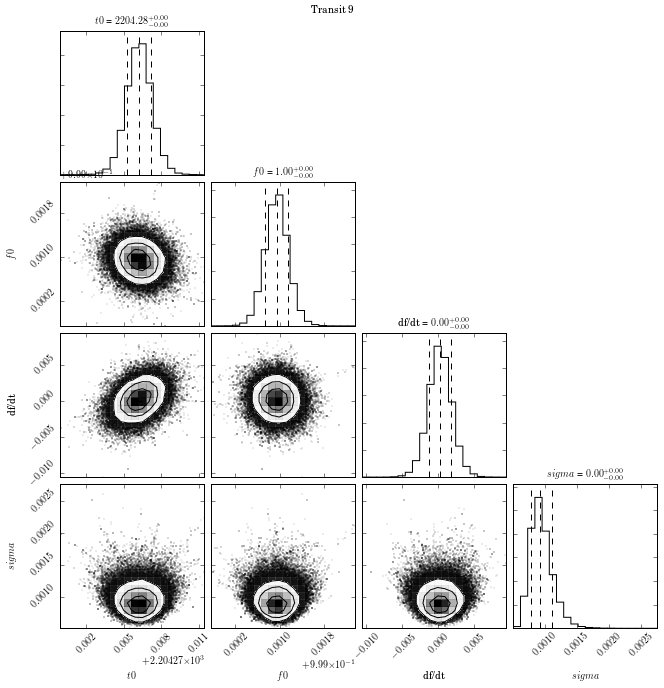 Transit 9
t0 = 2204.28+0.00−0.00
f0 = 1.00+0.00−0.00
0.0018
0.0010
0.0002
f0
df/dt = 0.00+0.00−0.00
0.005
0.000
−0.005
−0.010
df/dt
sigma = 0.00+0.00−0.00
0.0025
0.0020
0.0015
0.0010
sigma
0.002 0.005 0.008 0.011
0.0002 0.0010 0.0018
−0.010 −0.005 0.000 0.005
0.0010 0.0015 0.0020 0.0025
+2.20427×10³ +9.99×10⁻¹
t0 f0 df/dt sigma